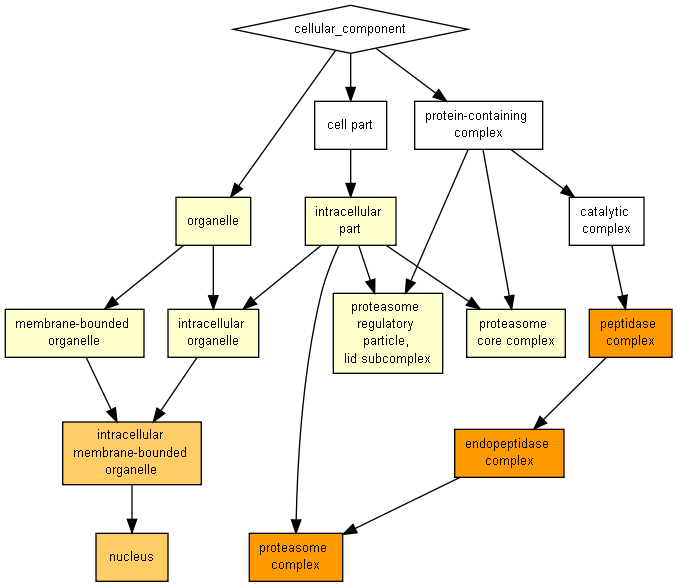 cellular_component
cell part
protein-containing
complex
organelle
intracellular
part
catalytic
complex
membrane-bounded
organelle
intracellular
organelle
proteasome
regulatory
particle,
lid subcomplex
proteasome
core complex
peptidase
complex
intracellular
membrane-bounded
organelle
endopeptidase
complex
nucleus
proteasome
complex